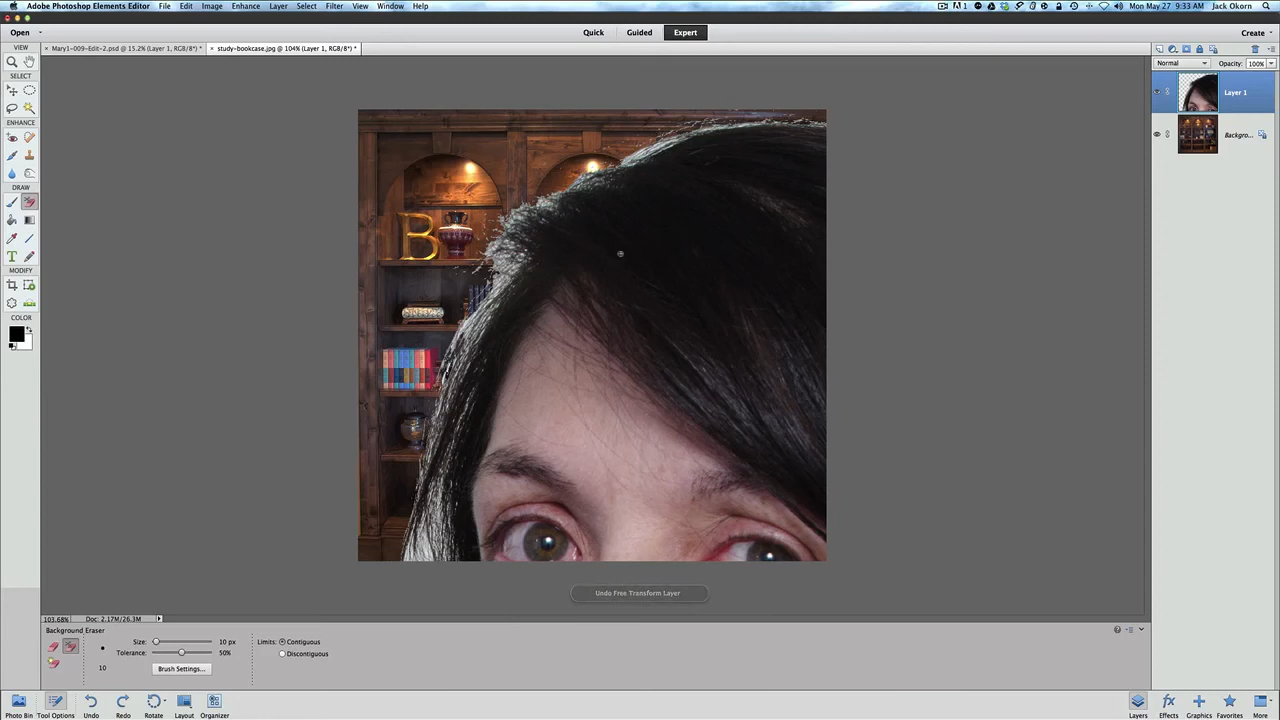 Adobe Photoshop Elements Editor File Edit Image Enhance Layer Select Filter View Window Help
1 Mon May 27 9:33 AM Jack Okorn
Open
Quick Guided Expert
Create
VIEW
× Mary1-009-Edit-2.psd @ 15.2% (Layer 1, RGB/8*) *
× study-bookcase.jpg @ 104% (Layer 1, RGB/8*) *
Normal
Opacity: 100%
SELECT
Layer 1
ENHANCE
Backgro...
DRAW
B
T
MODIFY
COLOR
Undo Free Transform Layer
103.68% Doc: 2.17M/26.3M
Background Eraser
Size: 10 px
Limits: Contiguous
Tolerance: 50%
Discontiguous
10
Brush Settings...
Photo Bin Tool Options Undo Redo Rotate Layout Organizer
Layers Effects Graphics Favorites More